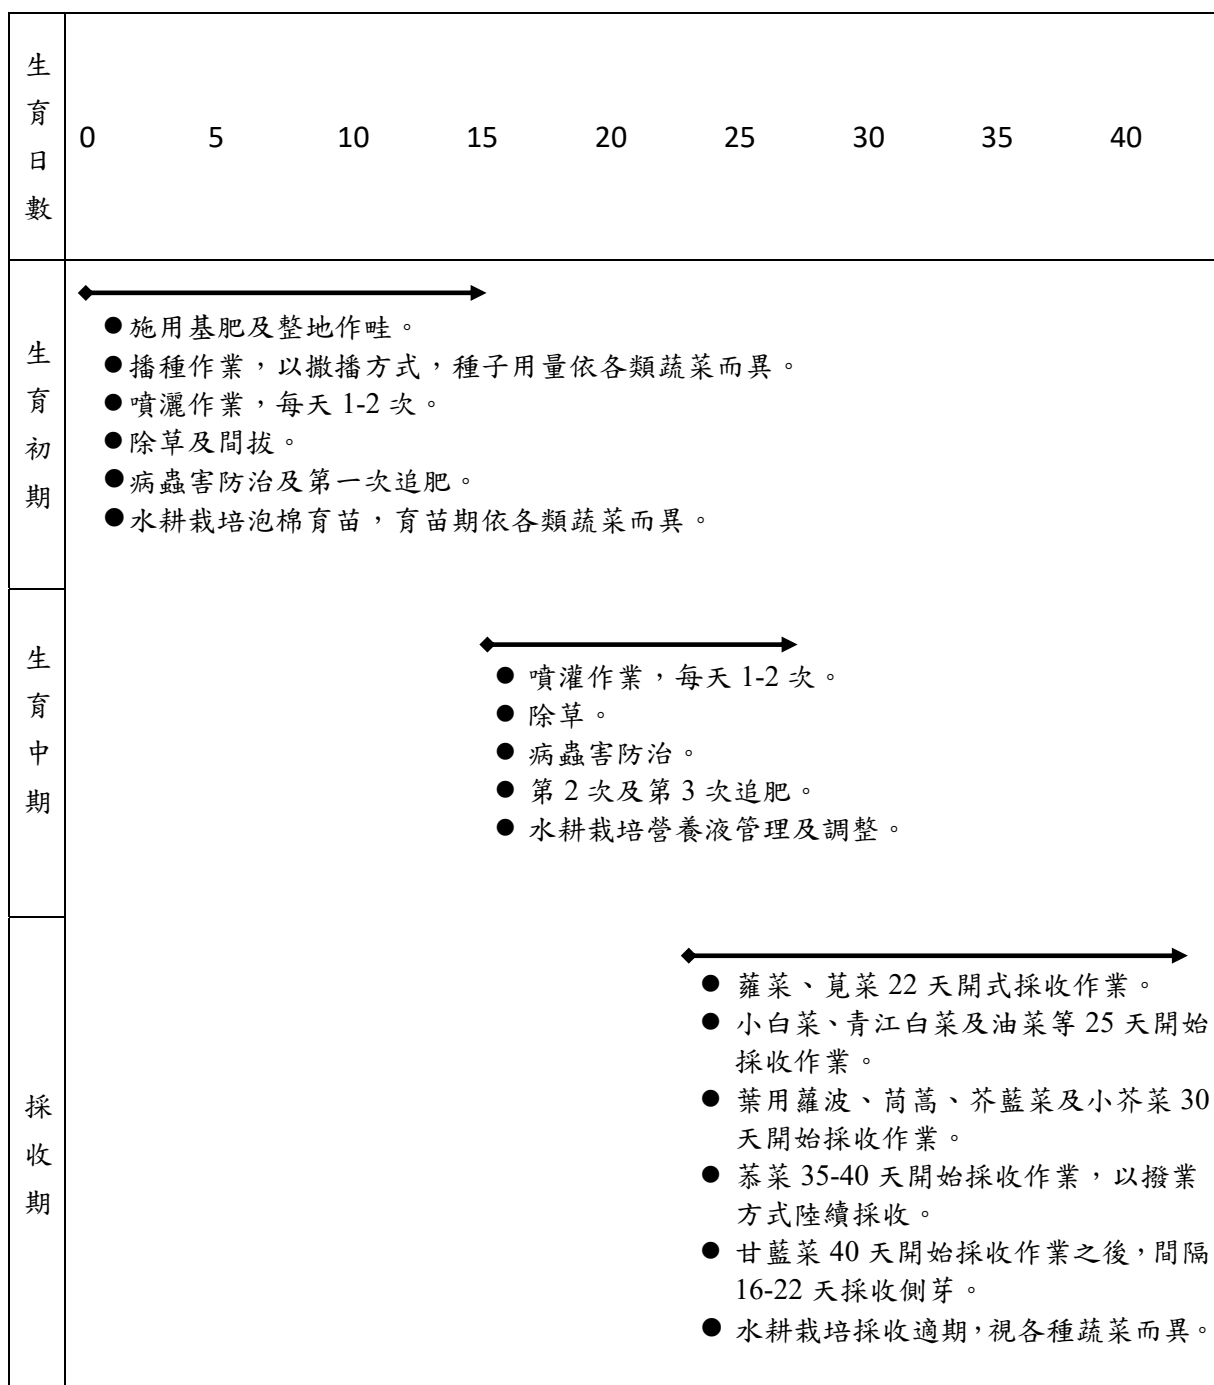 生育日數
0 5 10 15 20 25 30 35 40
生育初期
●施用基肥及整地作畦。
●播種作業，以撒播方式，種子用量依各類蔬菜而異。
●噴灑作業，每天 1-2 次。
●除草及間拔。
●病蟲害防治及第一次追肥。
●水耕栽培泡棉育苗，育苗期依各類蔬菜而異。
生育中期
● 噴灌作業，每天 1-2 次。
● 除草。
● 病蟲害防治。
● 第 2 次及第 3 次追肥。
● 水耕栽培營養液管理及調整。
採收期
● 蕹菜、莧菜 22 天開式採收作業。
● 小白菜、青江白菜及油菜等 25 天開始
採收作業。
● 葉用蘿波、茼蒿、芥藍菜及小芥菜 30
天開始採收作業。
● 菾菜 35-40 天開始採收作業，以撥業
方式陸續採收。
● 甘藍菜 40 天開始採收作業之後，間隔
16-22 天採收側芽。
● 水耕栽培採收適期，視各種蔬菜而異。